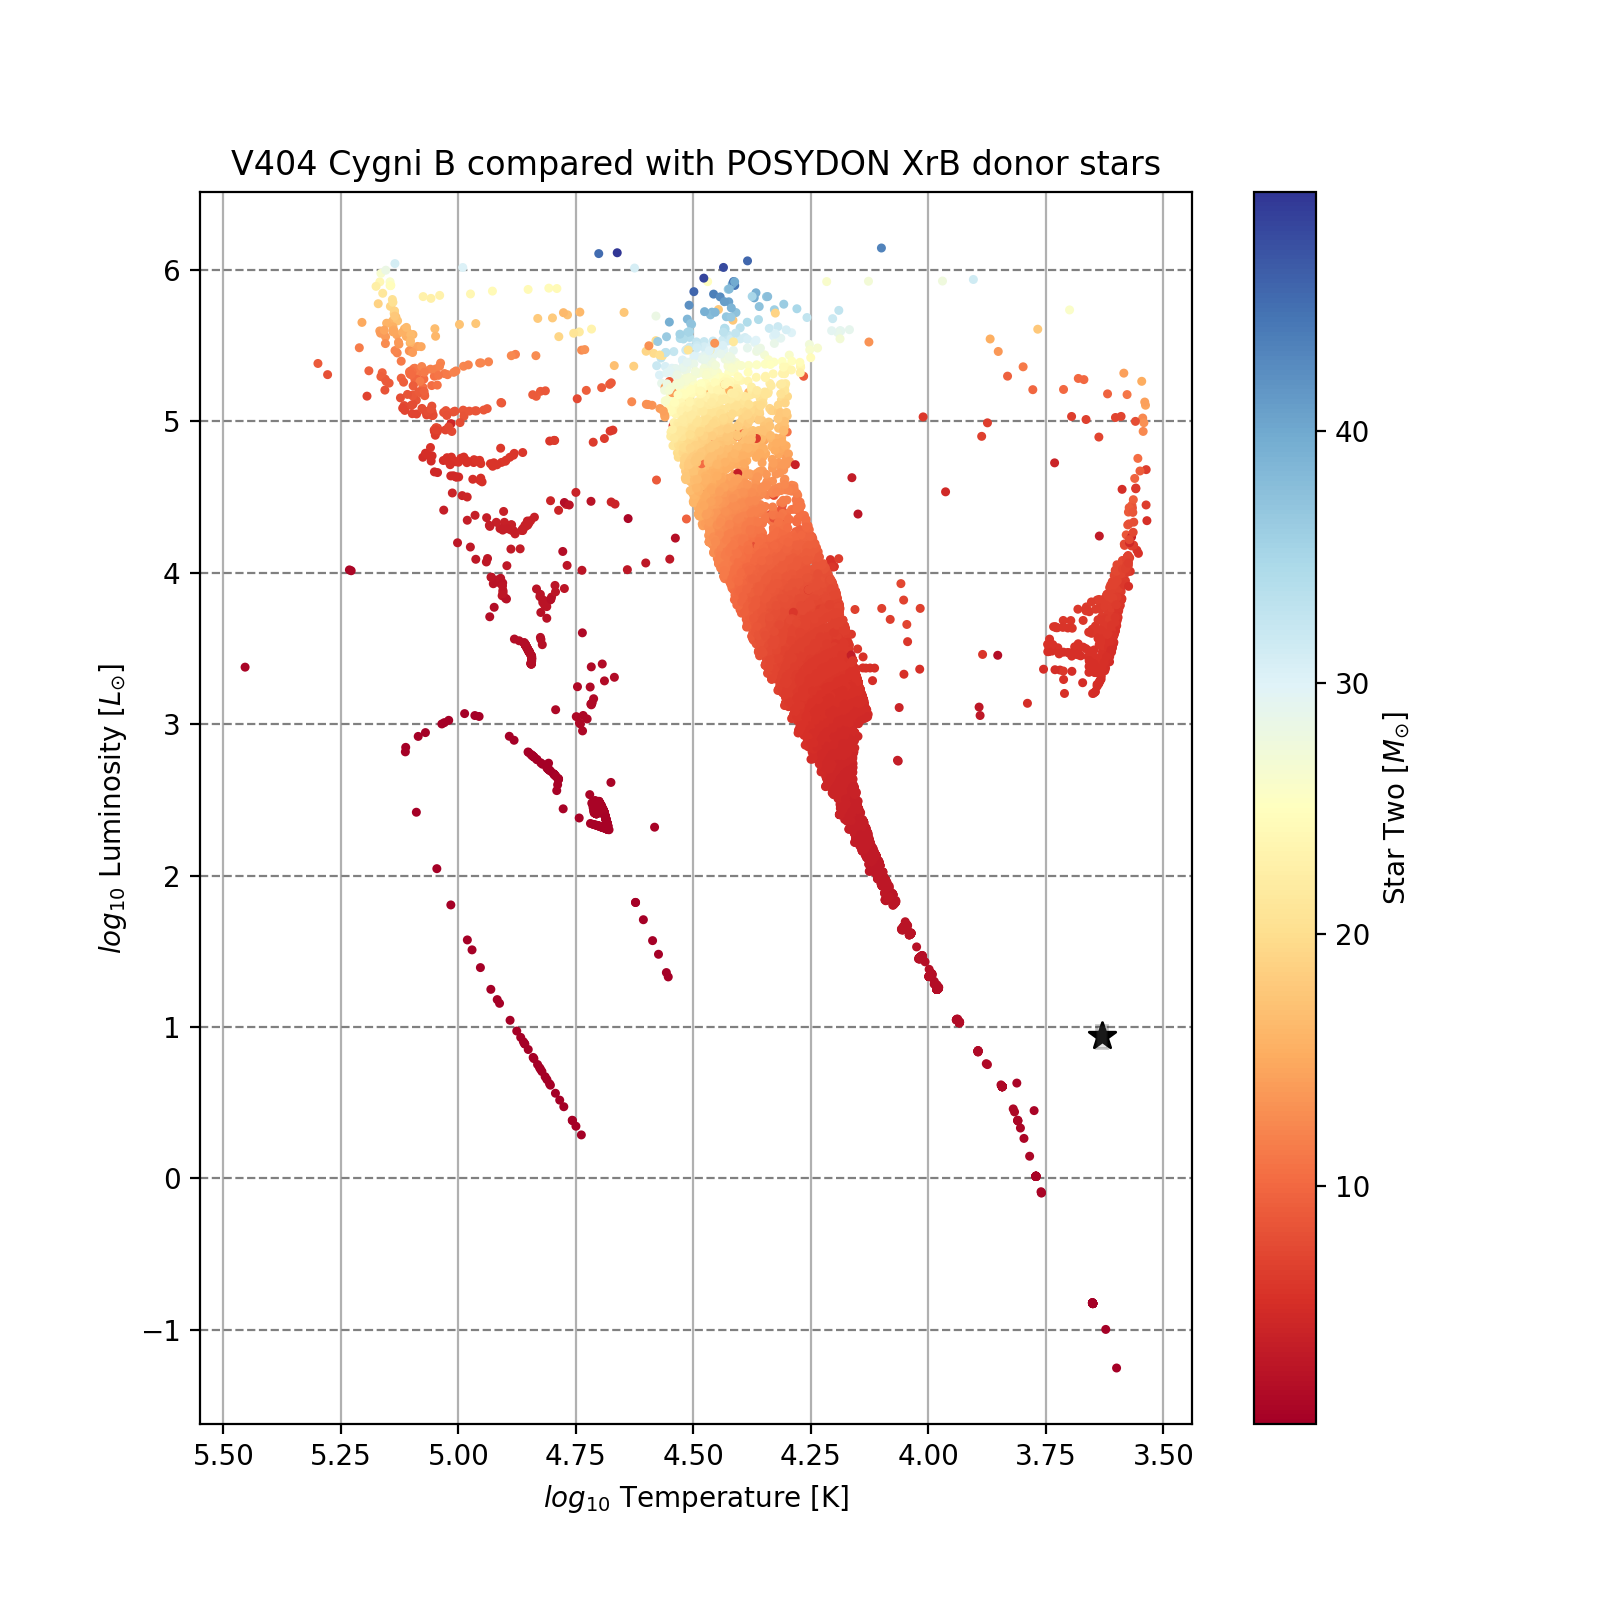 V404 Cygni B compared with POSYDON XrB donor stars
6
5
4
3
2
1
0
−1
log₁₀ Luminosity [L⊙]
5.50 5.25 5.00 4.75 4.50 4.25 4.00 3.75 3.50
log₁₀ Temperature [K]
40
30
20
10
Star Two [M⊙]